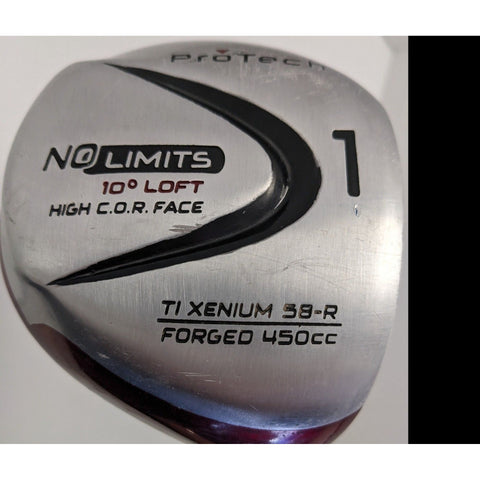 ProTech
NO LIMITS
10° LOFT
HIGH C.O.R. FACE
1
TI XENIUM 58-R
FORGED 450cc